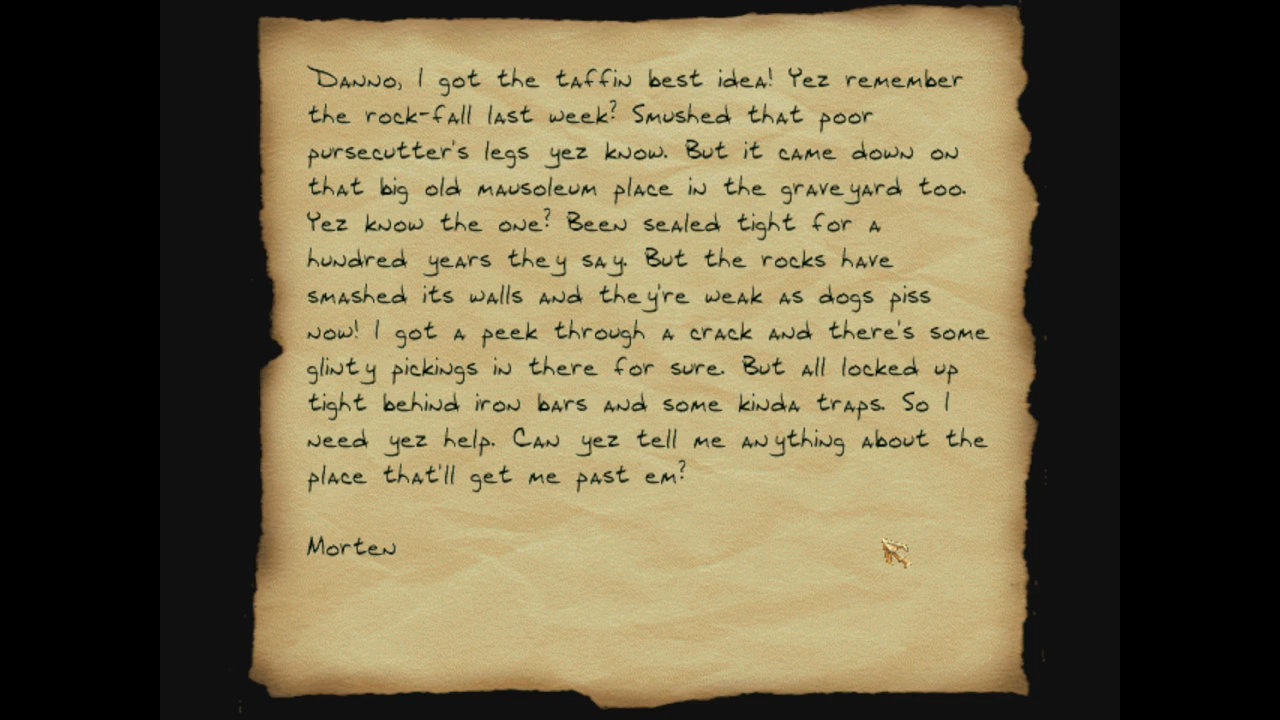 Danno, I got the taffin best idea! Yez remember
the rock-fall last week? Smushed that poor
pursecutter's legs yez know. But it came down on
that big old mausoleum place in the graveyard too.
Yez know the one? Been sealed tight for a
hundred years they say. But the rocks have
smashed its walls and they're weak as dogs piss
now! I got a peek through a crack and there's some
glinty pickings in there for sure. But all locked up
tight behind iron bars and some kinda traps. So I
need yez help. Can yez tell me anything about the
place that'll get me past em?
Morten